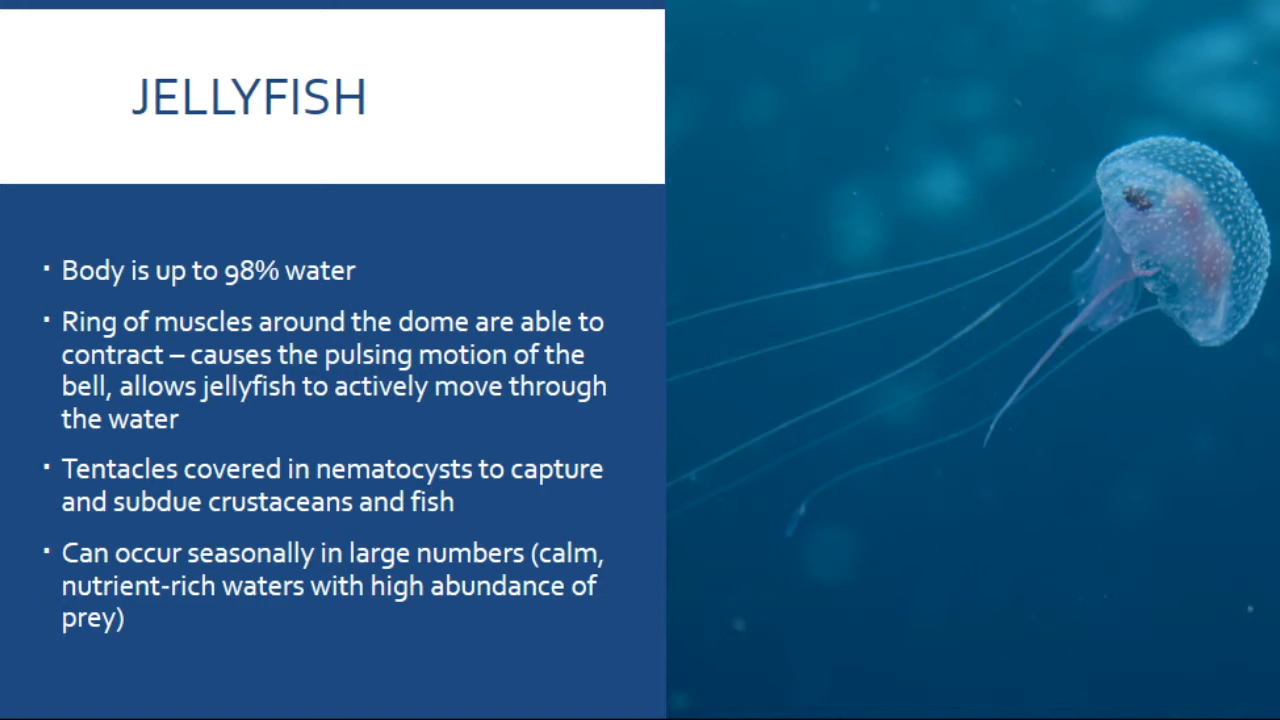 JELLYFISH
▪ Body is up to 98% water
▪ Ring of muscles around the dome are able to
contract – causes the pulsing motion of the
bell, allows jellyfish to actively move through
the water
▪ Tentacles covered in nematocysts to capture
and subdue crustaceans and fish
▪ Can occur seasonally in large numbers (calm,
nutrient-rich waters with high abundance of
prey)